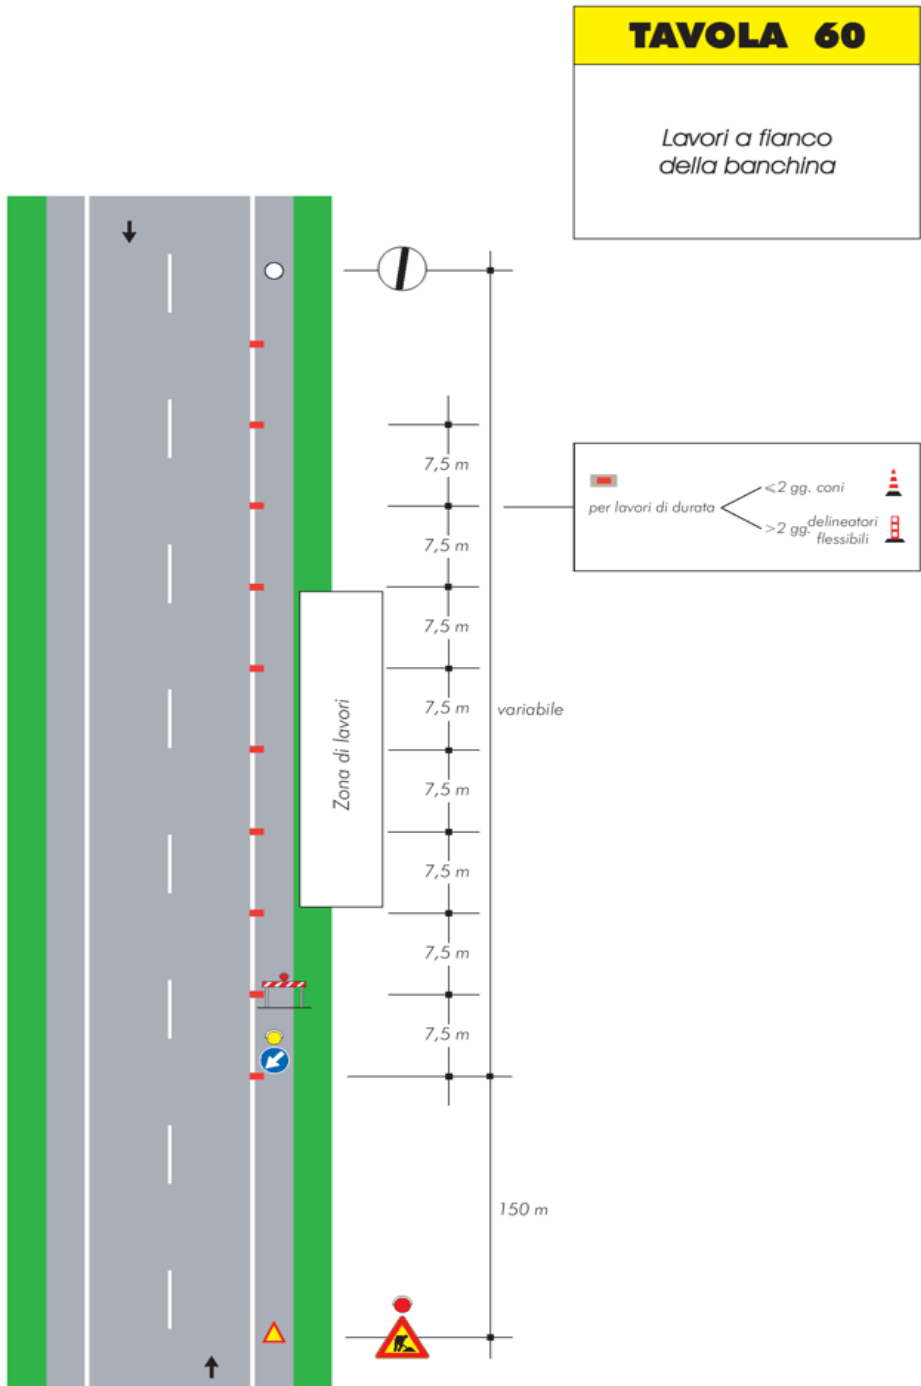 TAVOLA 60
Lavori a fianco
della banchina
7,5 m
7,5 m
per lavori di durata
<2 gg. coni
>2 gg. delineatori
flessibili
7,5 m
7,5 m
variabile
Zona di lavori
7,5 m
7,5 m
7,5 m
7,5 m
150 m